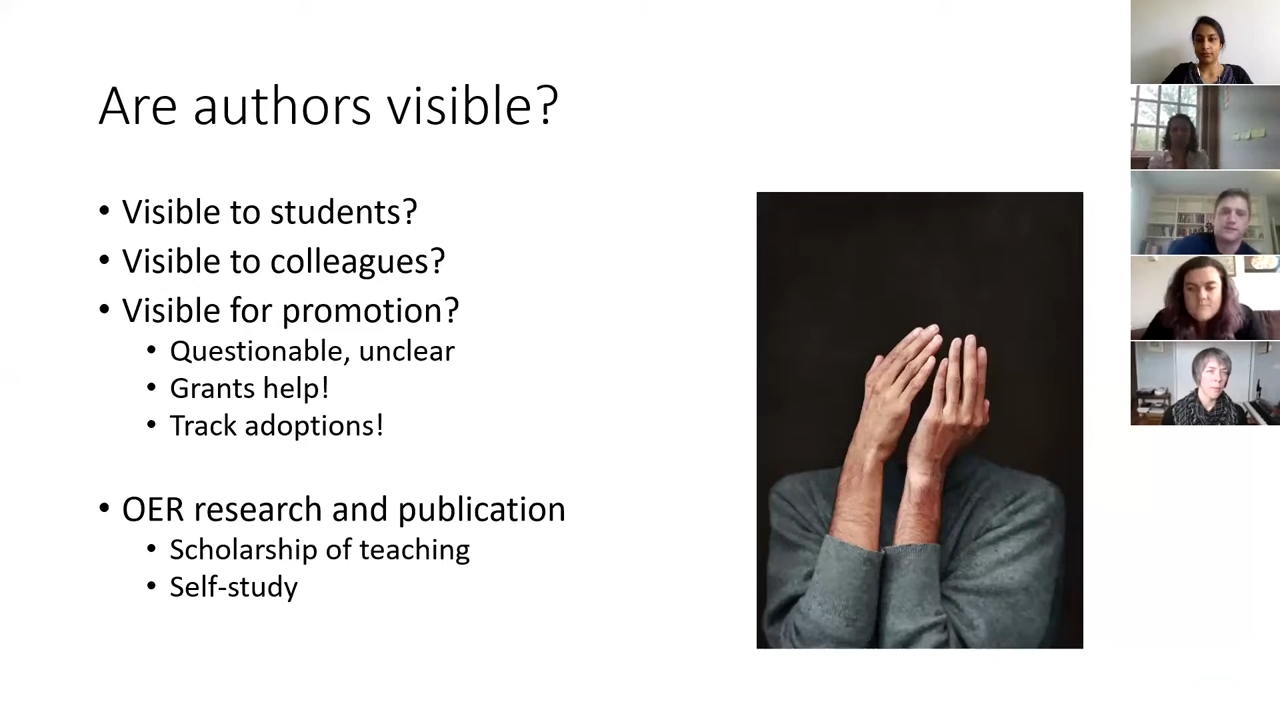 Are authors visible?
• Visible to students?
• Visible to colleagues?
• Visible for promotion?
• Questionable, unclear
• Grants help!
• Track adoptions!
• OER research and publication
• Scholarship of teaching
• Self-study